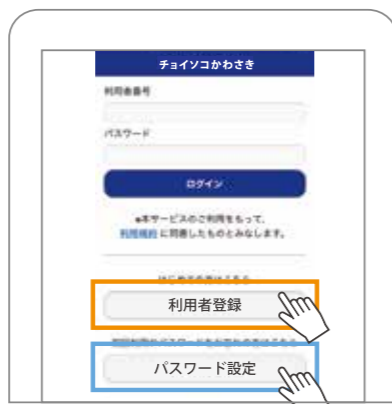 チョイソコかわさき
利用者番号
パスワード
ログイン
●本サービスのご利用をもって、
利用規約 に同意したものとみなします。
利用者登録
パスワード設定